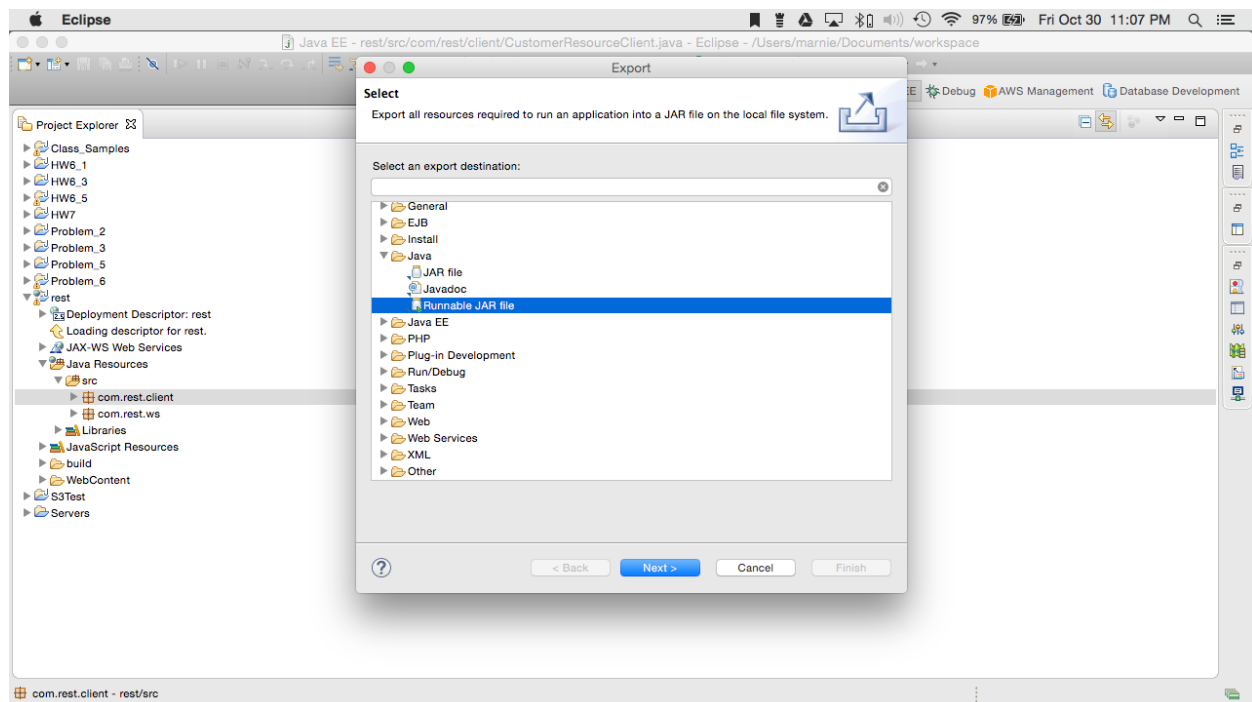 Eclipse 97% Fri Oct 30 11:07 PM
Java EE - rest/src/com/rest/client/CustomerResourceClient.java - Eclipse - /Users/marnie/Documents/workspace
Export
EE Debug AWS Management Database Development
Select
Export all resources required to run an application into a JAR file on the local file system.
Project Explorer
Class_Samples
HW6_1
HW6_3
HW6_5
HW7
Problem_2
Problem_3
Problem_5
Problem_6
rest
Deployment Descriptor: rest
Loading descriptor for rest.
JAX-WS Web Services
Java Resources
src
com.rest.client
com.rest.ws
Libraries
JavaScript Resources
build
WebContent
S3Test
Servers
Select an export destination:
General
EJB
Install
Java
JAR file
Javadoc
Runnable JAR file
Java EE
PHP
Plug-in Development
Run/Debug
Tasks
Team
Web
Web Services
XML
Other
? < Back Next > Cancel Finish
com.rest.client - rest/src